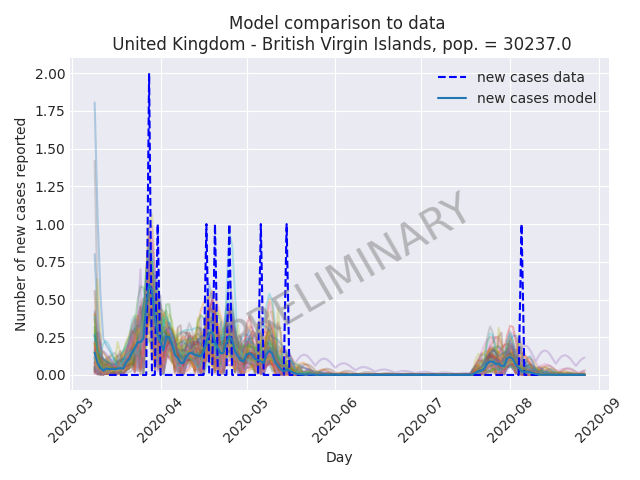 Model comparison to data
United Kingdom - British Virgin Islands, pop. = 30237.0
new cases data
new cases model
PRELIMINARY
Number of new cases reported
2.00
1.75
1.50
1.25
1.00
0.75
0.50
0.25
0.00
2020-03
2020-04
2020-05
2020-06
2020-07
2020-08
2020-09
Day